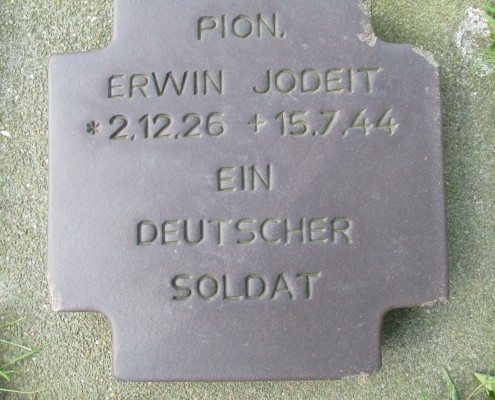 PION.
ERWIN JODEIT
* 2.12.26 + 15.7.44
EIN
DEUTSCHER
SOLDAT